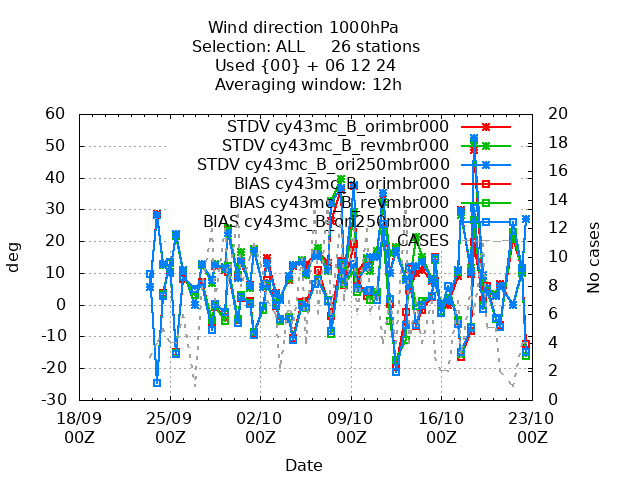 Wind direction 1000hPa
Selection: ALL 26 stations
Used {00} + 06 12 24
Averaging window: 12h
STDV cy43mc_B_orimbr000
STDV cy43mc_B_revmbr000
STDV cy43mc_B_ori250mbr000
BIAS cy43mc_B_orimbr000
BIAS cy43mc_B_revmbr000
BIAS cy43mc_B_ori250mbr000
CASES
deg
60
50
40
30
20
10
0
-10
-20
-30
No cases
20
18
16
14
12
10
8
6
4
2
0
18/09 25/09 02/10 09/10 16/10 23/10
00Z 00Z 00Z 00Z 00Z 00Z
Date